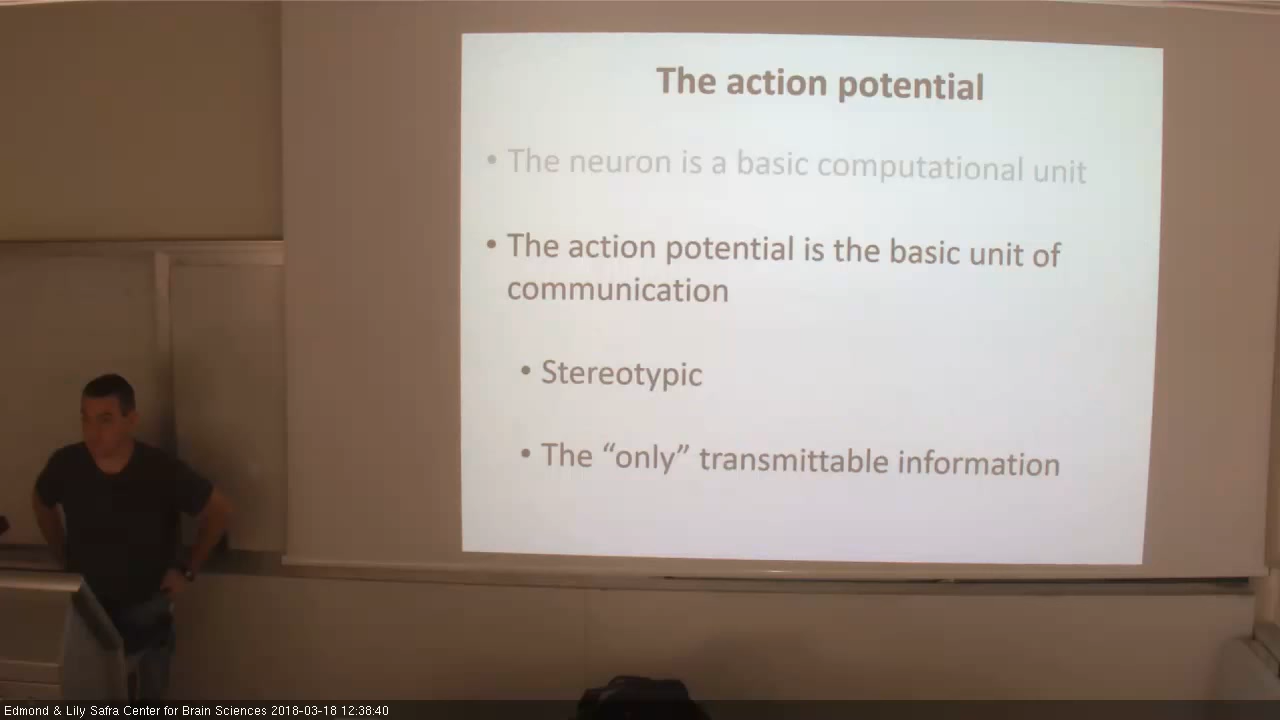 The action potential
• The neuron is a basic computational unit
• The action potential is the basic unit of
communication
• Stereotypic
• The “only” transmittable information
Edmond & Lily Safra Center for Brain Sciences 2018-03-18 12:38:40